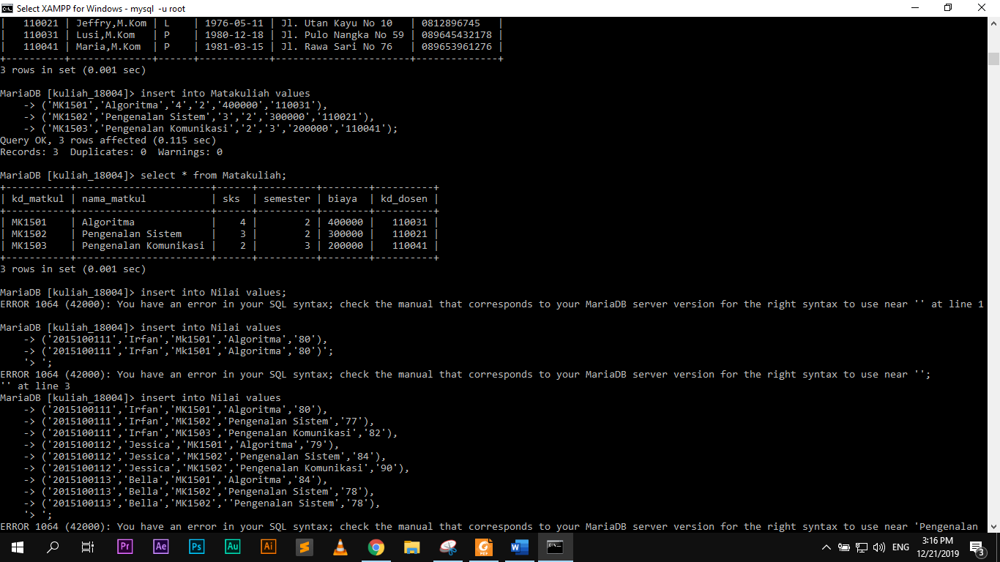 Select XAMPP for Windows - mysql  -u root
|   110021 | Jeffry,M.Kom | L    | 1976-05-11 | Jl. Utan Kayu No 10   | 0812896745   |
|   110031 | Lusi,M.Kom   | P    | 1980-12-18 | Jl. Pulo Nangka No 59 | 089645432178 |
|   110041 | Maria,M.Kom  | P    | 1981-03-15 | Jl. Rawa Sari No 76   | 089653961276 |
+----------+--------------+------+------------+-----------------------+--------------+
3 rows in set (0.001 sec)
MariaDB [kuliah_18004]> insert into Matakuliah values
    -> ('MK1501','Algoritma','4','2','400000','110031'),
    -> ('MK1502','Pengenalan Sistem','3','2','300000','110021'),
    -> ('MK1503','Pengenalan Komunikasi','2','3','200000','110041');
Query OK, 3 rows affected (0.115 sec)
Records: 3  Duplicates: 0  Warnings: 0
MariaDB [kuliah_18004]> select * from Matakuliah;
+-----------+-----------------------+------+----------+--------+----------+
| kd_matkul | nama_matkul           | sks  | semester | biaya  | kd_dosen |
+-----------+-----------------------+------+----------+--------+----------+
| MK1501    | Algoritma             |    4 |        2 | 400000 |   110031 |
| MK1502    | Pengenalan Sistem     |    3 |        2 | 300000 |   110021 |
| MK1503    | Pengenalan Komunikasi |    2 |        3 | 200000 |   110041 |
+-----------+-----------------------+------+----------+--------+----------+
3 rows in set (0.001 sec)
MariaDB [kuliah_18004]> insert into Nilai values;
ERROR 1064 (42000): You have an error in your SQL syntax; check the manual that corresponds to your MariaDB server version for the right syntax to use near '' at line 1
MariaDB [kuliah_18004]> insert into Nilai values
    -> ('2015100111','Irfan','Mk1501','Algoritma','80'),
    -> ('2015100111','Irfan','Mk1501','Algoritma','80)';
    '> ';
ERROR 1064 (42000): You have an error in your SQL syntax; check the manual that corresponds to your MariaDB server version for the right syntax to use near '';
'' at line 3
MariaDB [kuliah_18004]> insert into Nilai values
    -> ('2015100111','Irfan','MK1501','Algoritma','80'),
    -> ('2015100111','Irfan','MK1502','Pengenalan Sistem','77'),
    -> ('2015100111','Irfan','MK1503','Pengenalan Komunikasi','82'),
    -> ('2015100112','Jessica','MK1501','Algoritma','79'),
    -> ('2015100112','Jessica','MK1502','Pengenalan Sistem','84'),
    -> ('2015100112','Jessica','MK1502','Pengenalan Komunikasi','90'),
    -> ('2015100113','Bella','MK1501','Algoritma','84'),
    -> ('2015100113','Bella','MK1502','Pengenalan Sistem','78'),
    -> ('2015100113','Bella','MK1502',''Pengenalan Sistem','78'),
    '> ';
ERROR 1064 (42000): You have an error in your SQL syntax; check the manual that corresponds to your MariaDB server version for the right syntax to use near 'Pengenalan
Pr Ae Ps Au Ai ENG 3:16 PM
12/21/2019 3